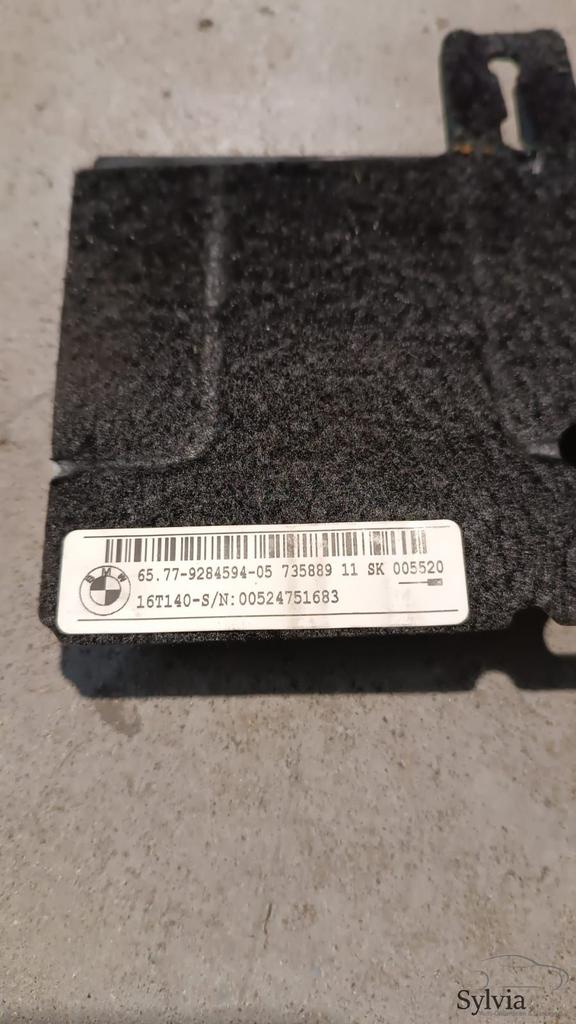 BMW
65.77-9284594-05 735889 11 SK 005520
16T140-S/N:00524751683
Sylvia